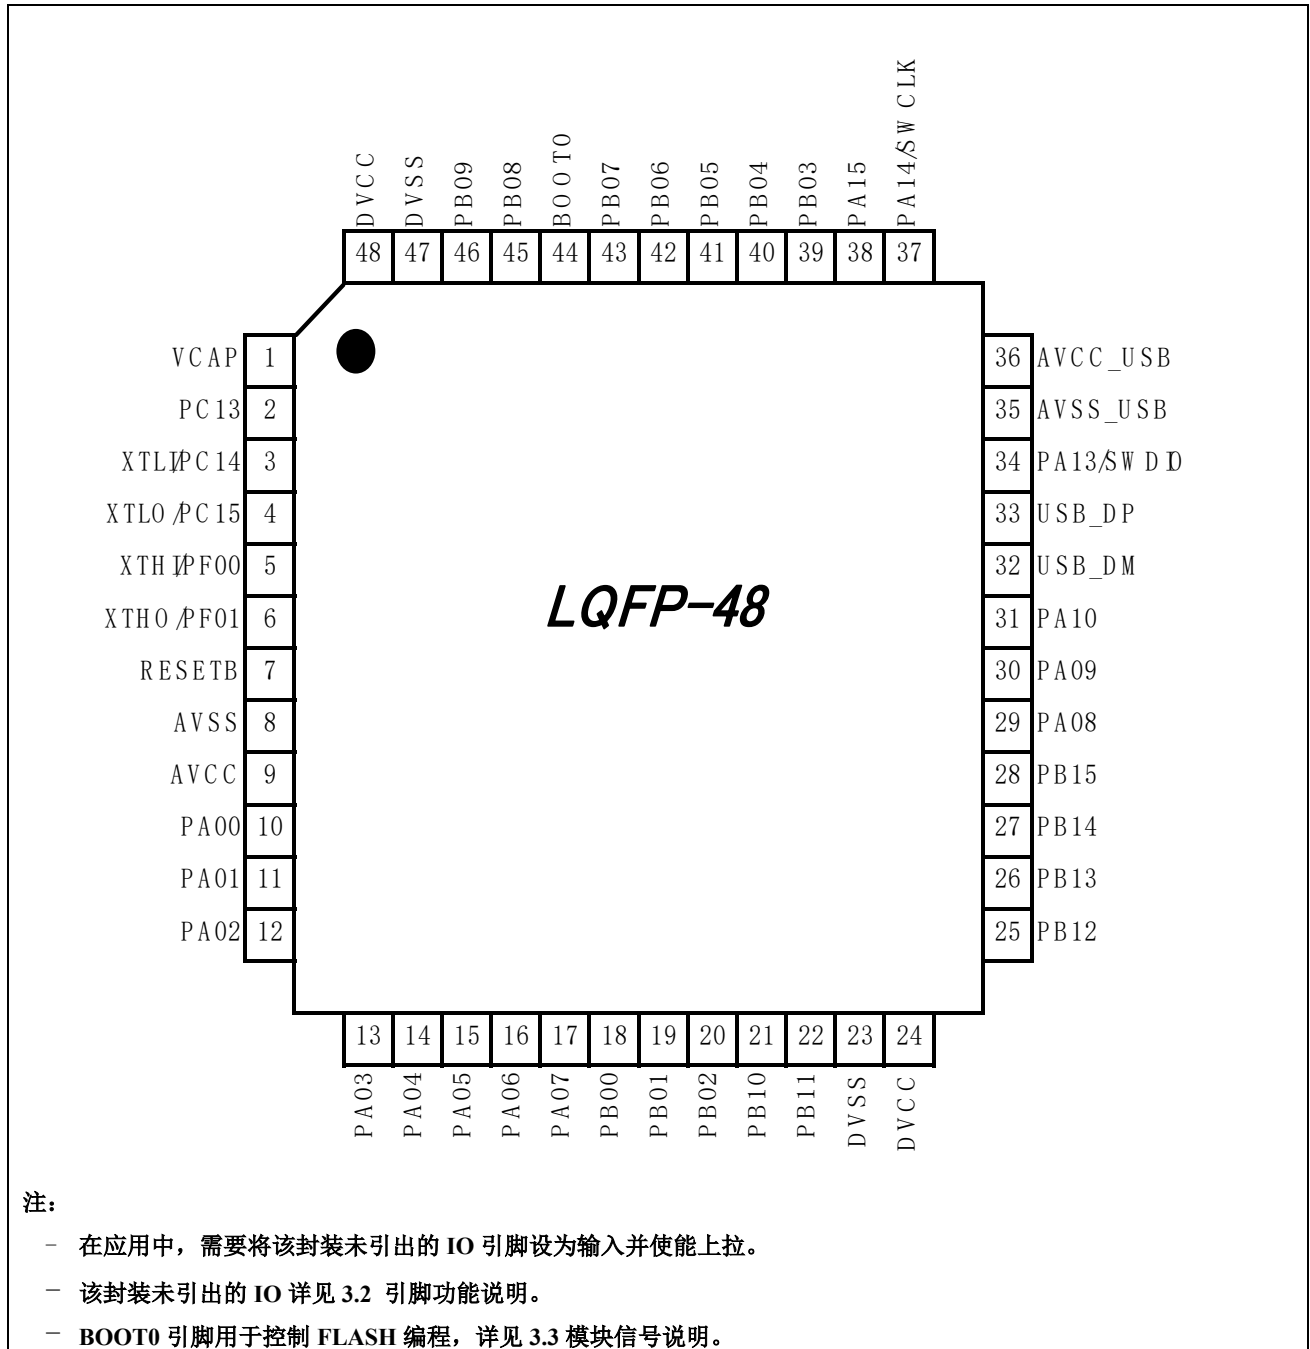 DVCC
DVSS
PB09
PB08
BOOT0
PB07
PB06
PB05
PB04
PB03
PA15
PA14/SWCLK
48 47 46 45 44 43 42 41 40 39 38 37
VCAP 1
PC13 2
XTLI/PC14 3
XTLO/PC15 4
XTHI/PF00 5
XTHO/PF01 6
RESETB 7
AVSS 8
AVCC 9
PA00 10
PA01 11
PA02 12
LQFP-48
36 AVCC_USB
35 AVSS_USB
34 PA13/SWDIO
33 USB_DP
32 USB_DM
31 PA10
30 PA09
29 PA08
28 PB15
27 PB14
26 PB13
25 PB12
13 14 15 16 17 18 19 20 21 22 23 24
PA03
PA04
PA05
PA06
PA07
PB00
PB01
PB02
PB10
PB11
DVSS
DVCC
注：
– 在应用中，需要将该封装未引出的 IO 引脚设为输入并使能上拉。
– 该封装未引出的 IO 详见 3.2 引脚功能说明。
– BOOT0 引脚用于控制 FLASH 编程，详见 3.3 模块信号说明。